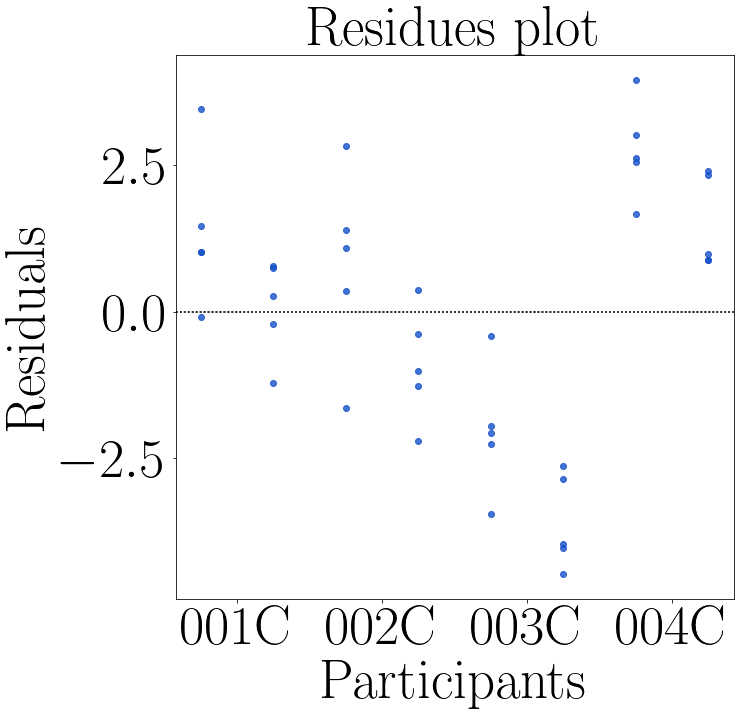 Residues plot
2.5
0.0
−2.5
Residuals
001C 002C 003C 004C
Participants